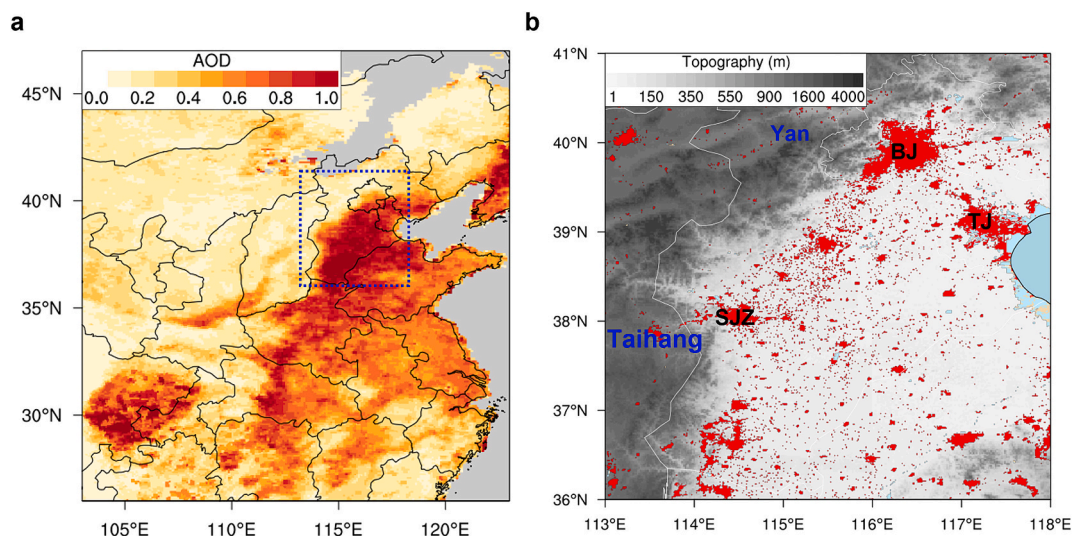 a
b
AOD
0.0 0.2 0.4 0.6 0.8 1.0
45°N
40°N
35°N
30°N
105°E 110°E 115°E 120°E
Topography (m)
1 150 350 550 900 1600 4000
41°N
40°N
39°N
38°N
37°N
36°N
Yan
BJ
TJ
SJZ
Taihang
113°E 114°E 115°E 116°E 117°E 118°E